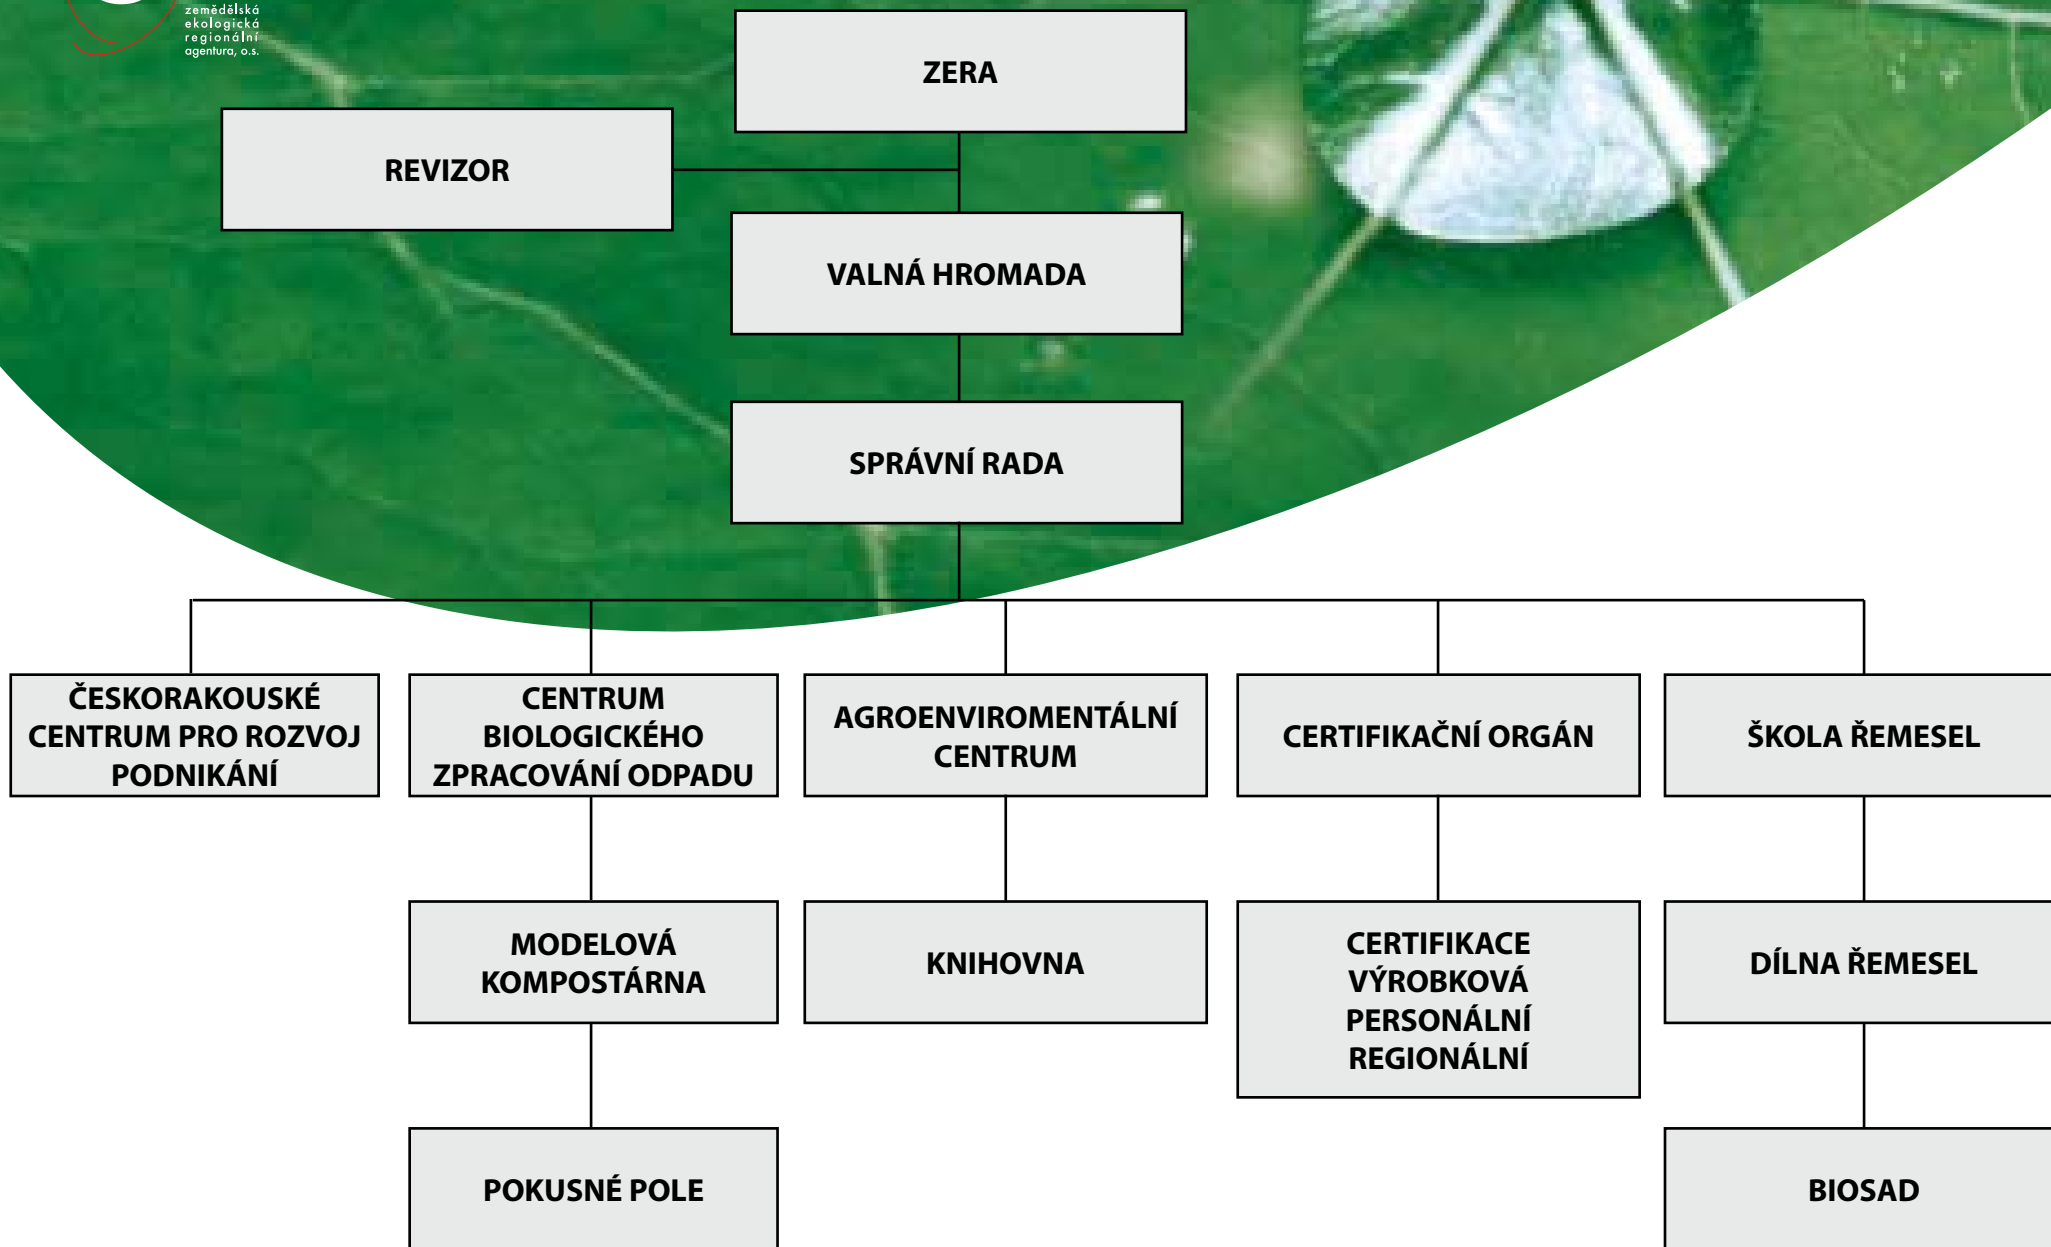 zemědělská
ekologická
regionální
agentura, o.s.
ZERA
REVIZOR
VALNÁ HROMADA
SPRÁVNÍ RADA
ČESKORAKOUSKÉ
CENTRUM PRO ROZVOJ
PODNIKÁNÍ
CENTRUM
BIOLOGICKÉHO
ZPRACOVÁNÍ ODPADU
AGROENVIROMENTÁLNÍ
CENTRUM
CERTIFIKAČNÍ ORGÁN
ŠKOLA ŘEMESEL
MODELOVÁ
KOMPOSTÁRNA
KNIHOVNA
CERTIFIKACE
VÝROBKOVÁ
PERSONÁLNÍ
REGIONÁLNÍ
DÍLNA ŘEMESEL
POKUSNÉ POLE
BIOSAD